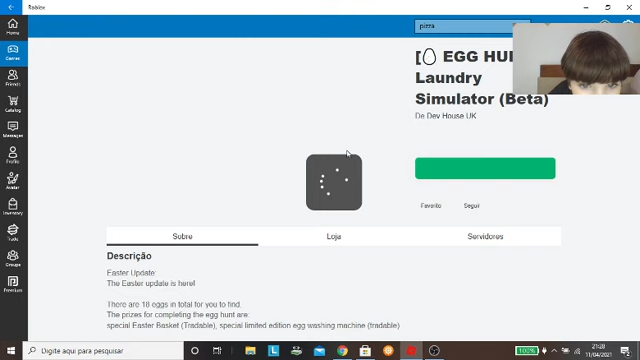 Roblox
pizza
Home
Games
Friends
Catalog
Messages
Profile
Avatar
Inventory
Trade
Groups
Premium
[🥚 EGG HU
Laundry
Simulator (Beta)
De Dev House UK
Favorito Seguir
Sobre Loja Servidores
Descrição
Easter Update:
The Easter update is here!
There are 18 eggs in total for you to find.
The prizes for completing the egg hunt are:
special Easter Basket (Tradable), special limited edition egg washing machine (tradable)
Digite aqui para pesquisar
100%
21:28
11/04/2021